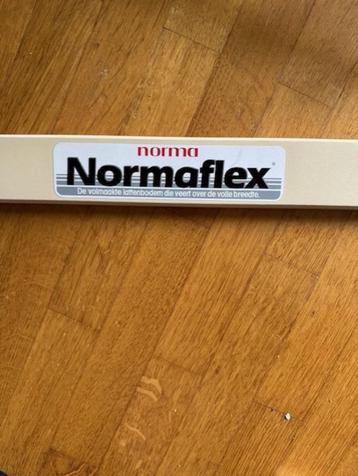 norma
Normaflex®
De volmaakte lattenbodem die veert over de volle breedte.